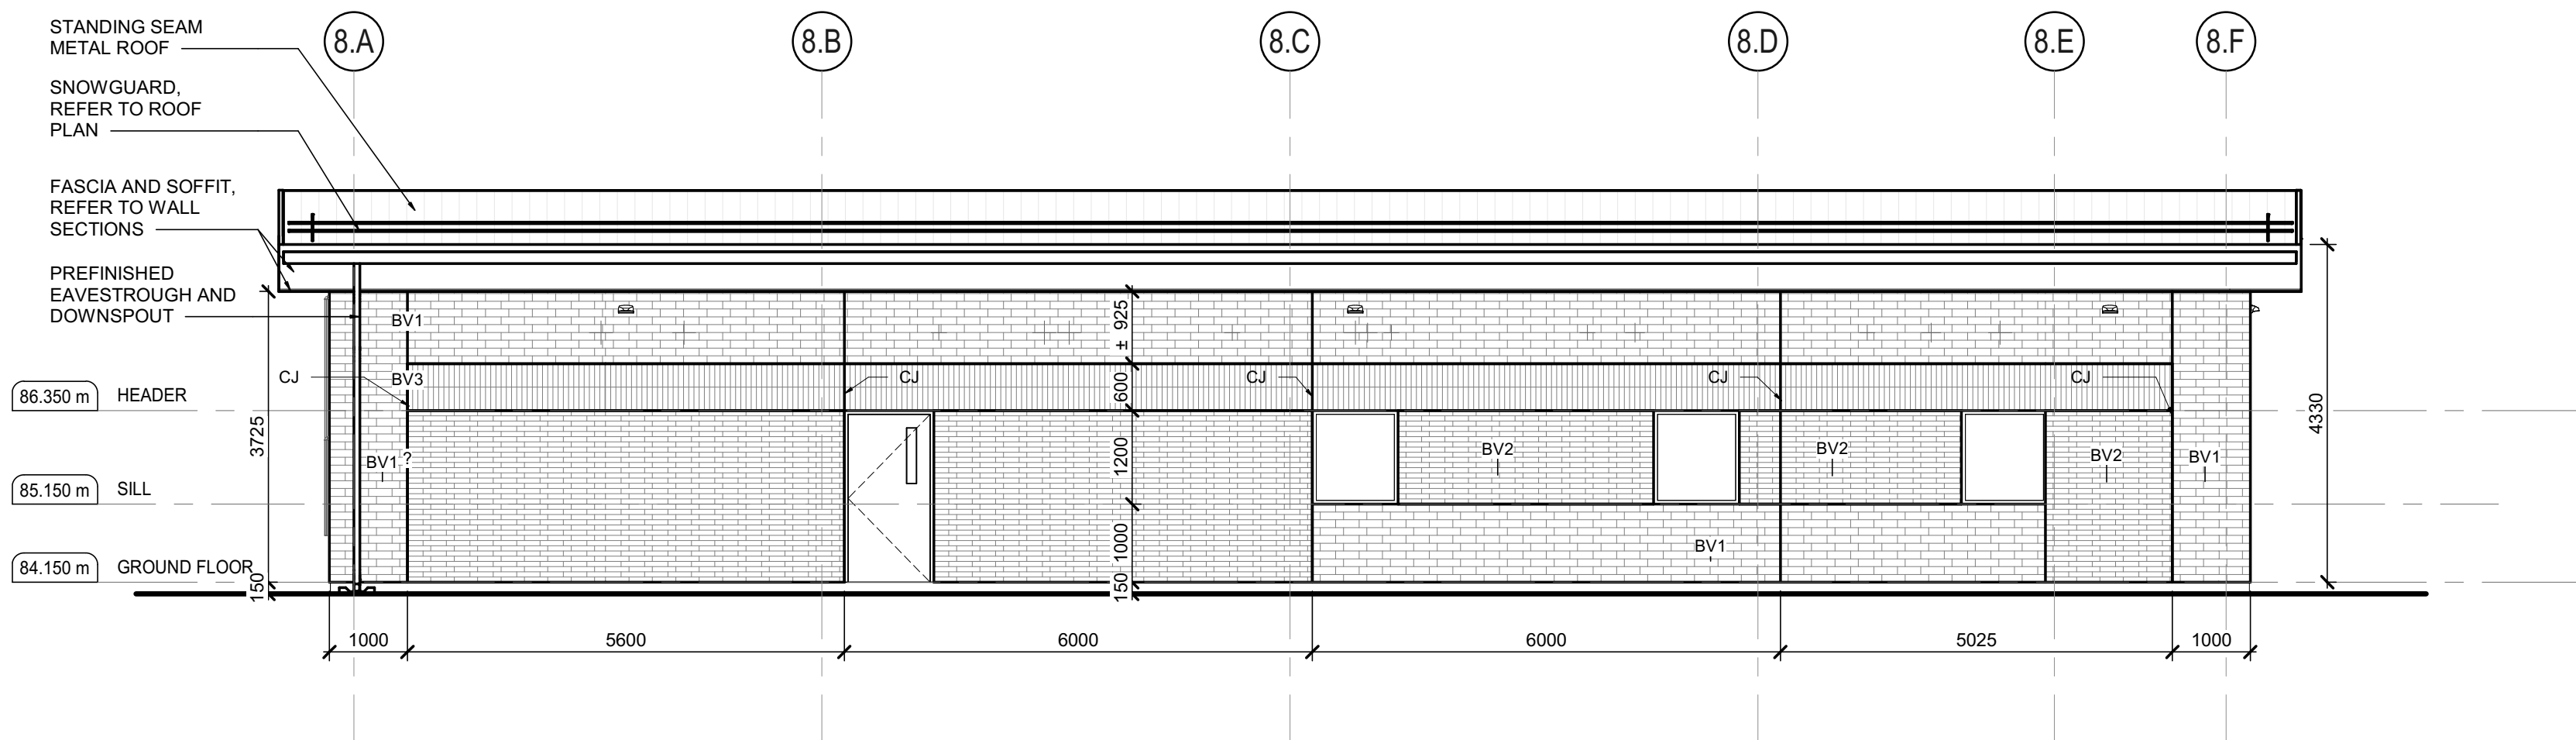 STANDING SEAM
METAL ROOF
8.A
8.B
8.C
8.D
8.E
8.F
SNOWGUARD,
REFER TO ROOF
PLAN
FASCIA AND SOFFIT,
REFER TO WALL
SECTIONS
PREFINISHED
EAVESTROUGH AND
DOWNSPOUT
BV1
± 925
CJ
BV3
CJ
CJ
CJ
CJ
600
86.350 m
HEADER
3725
4330
BV1
?
1200
BV2
BV2
BV2
BV1
85.150 m
SILL
1000
BV1
84.150 m
GROUND FLOOR
150
150
1000
5600
6000
6000
5025
1000